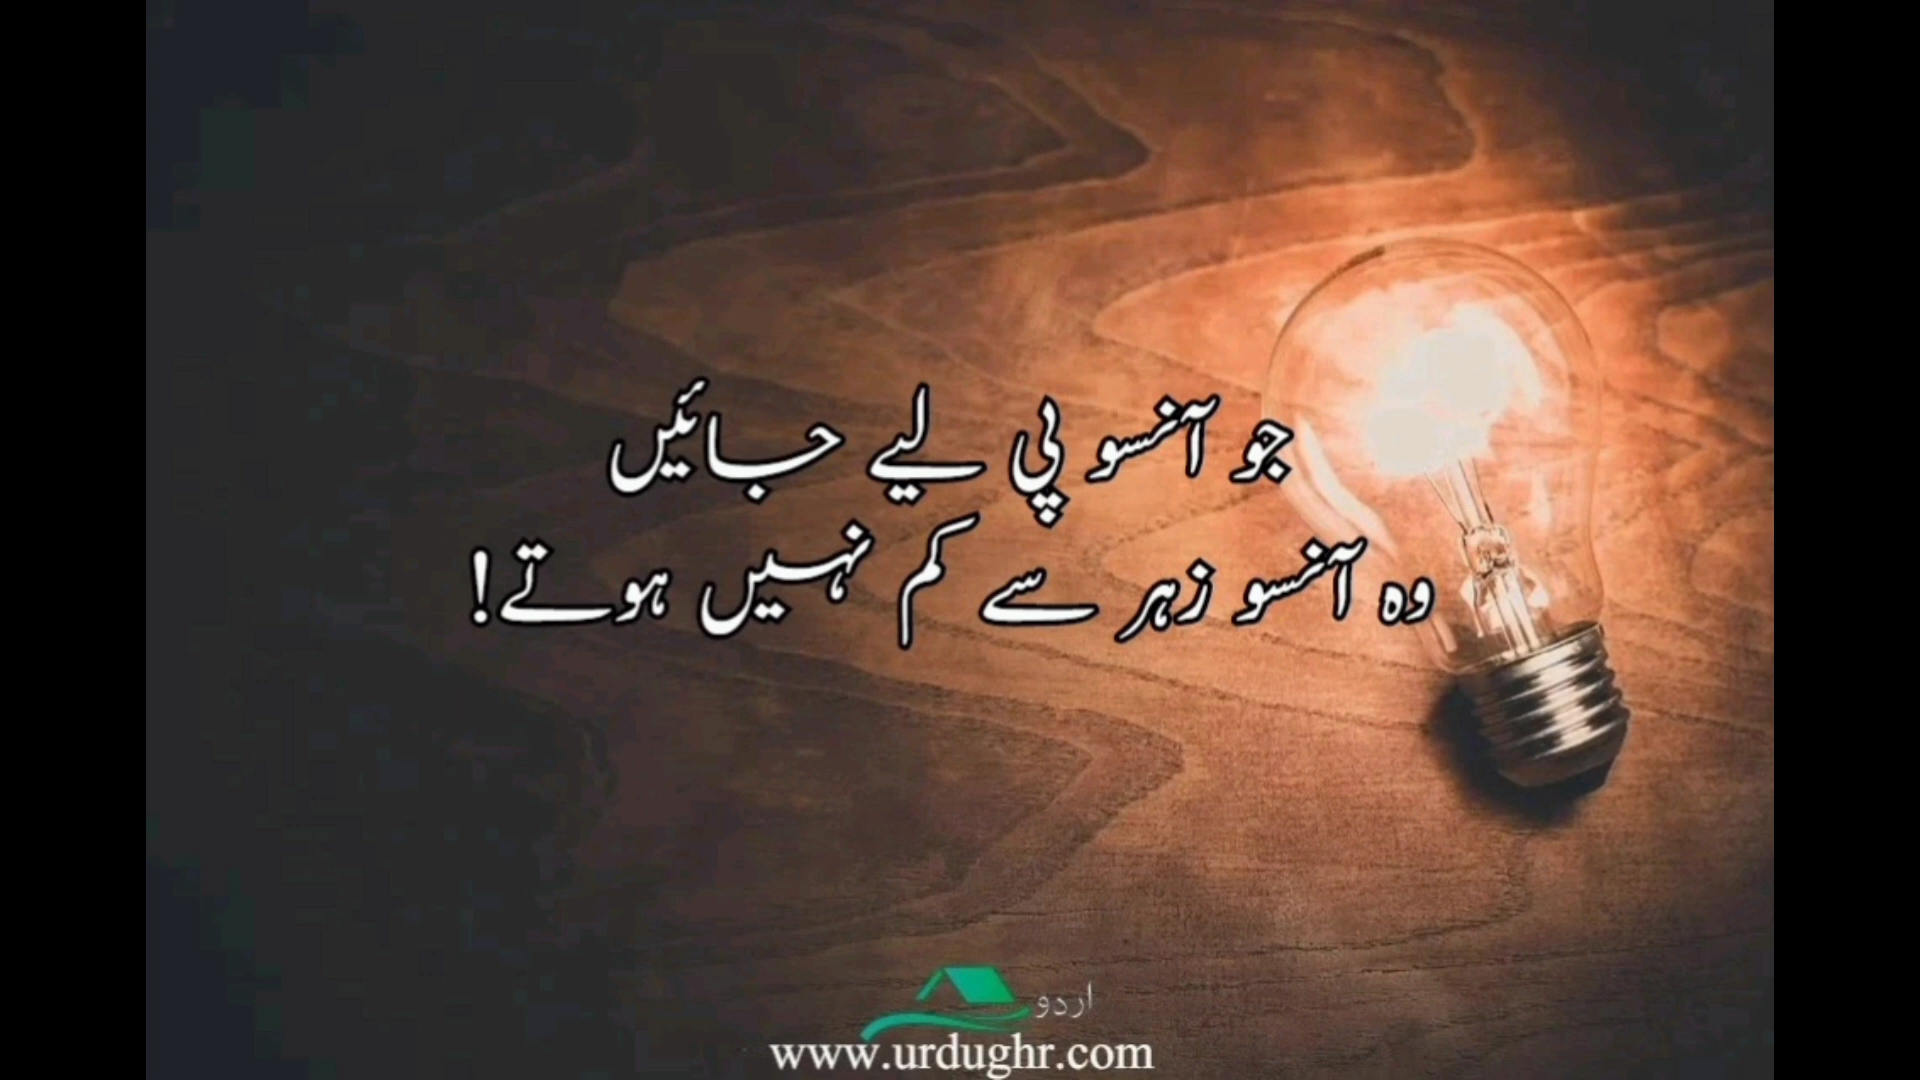 جو آنسو پی لیے جائیں
وہ آنسو زہر سے کم نہیں ہوتے!
اردو
www.urdughr.com